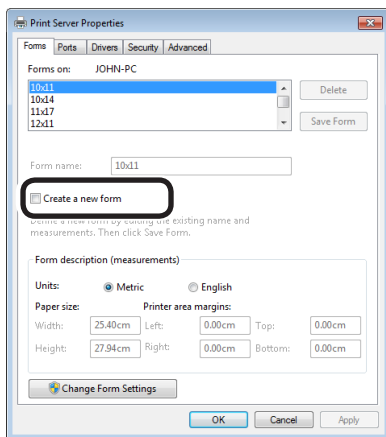 Print Server Properties
Forms Ports Drivers Security Advanced
Forms on: JOHN-PC
10x11
10x14
11x17
12x11
Delete
Save Form
Form name: 10x11
Create a new form
Define a new form by editing the existing name and
measurements. Then click Save Form.
Form description (measurements)
Units: Metric English
Paper size: Printer area margins:
Width: 25.40cm Left: 0.00cm Top: 0.00cm
Height: 27.94cm Right: 0.00cm Bottom: 0.00cm
Change Form Settings
OK Cancel Apply